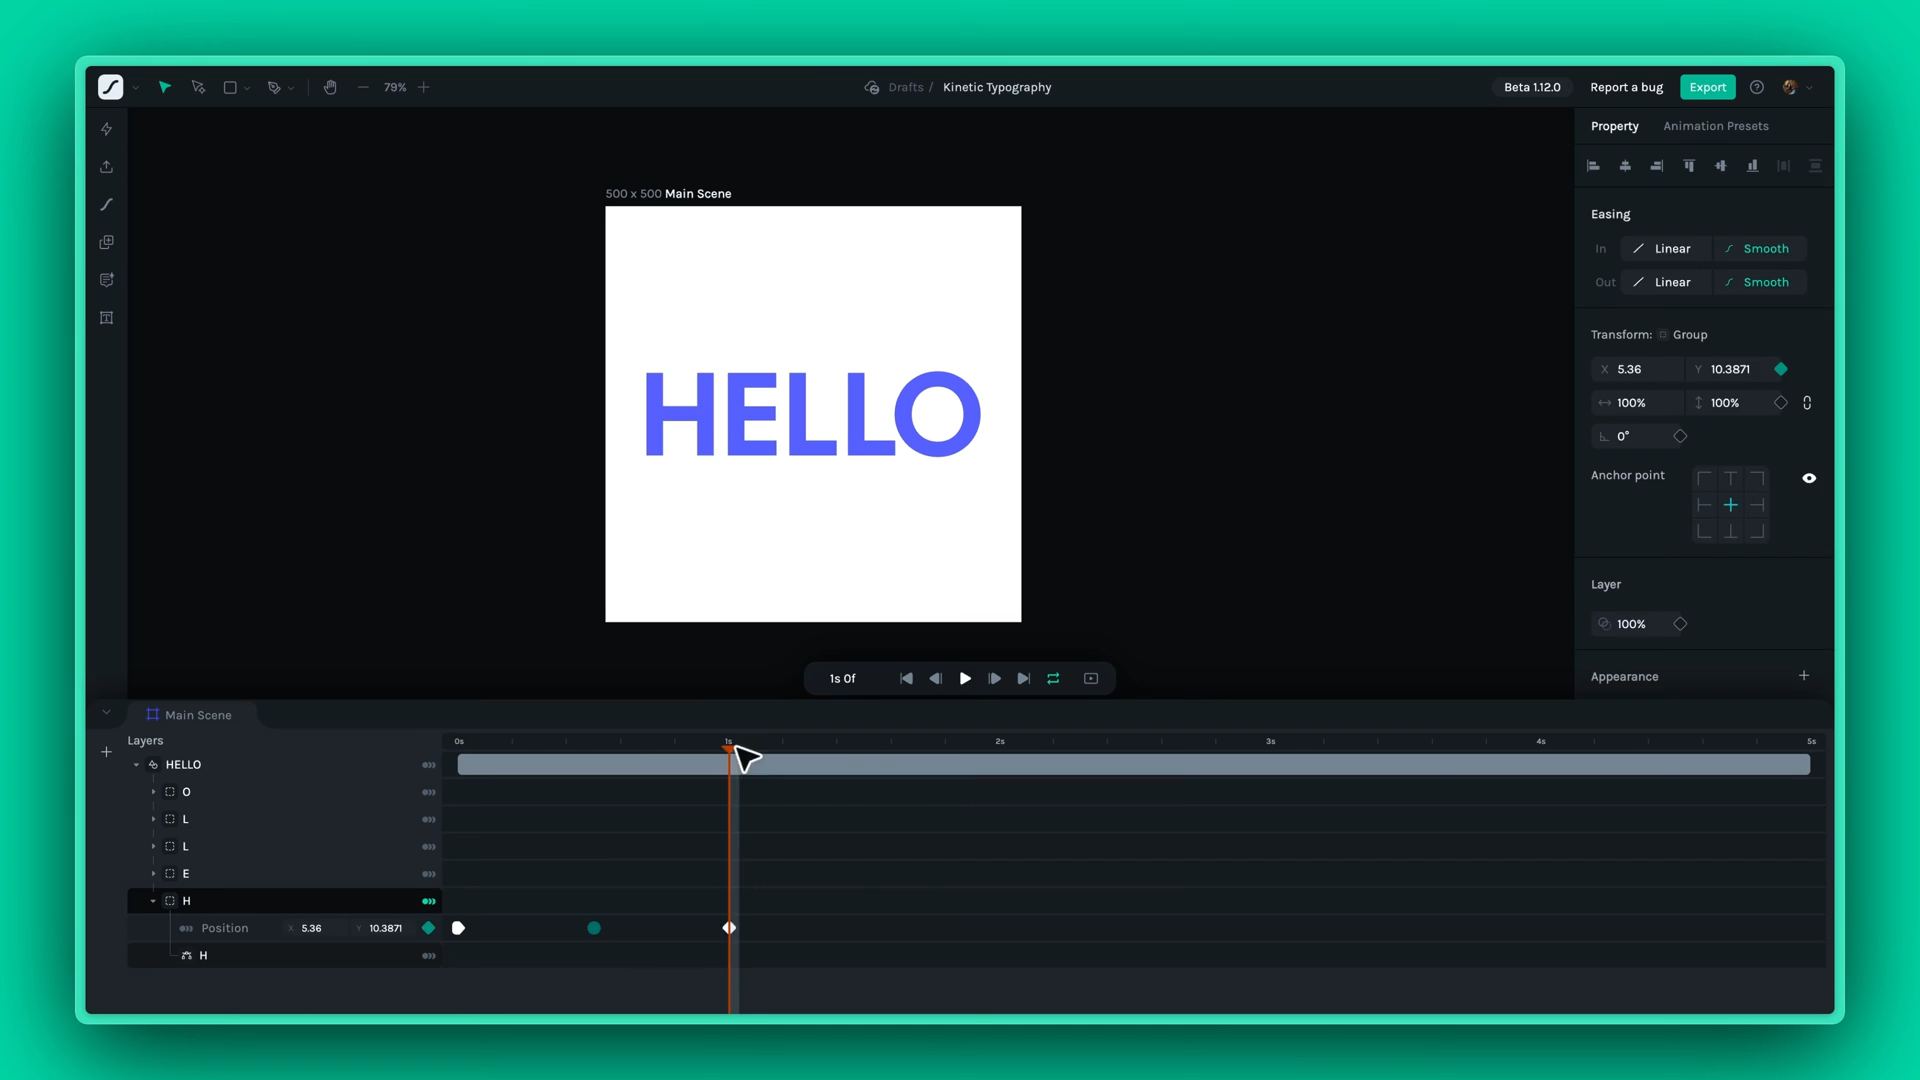 79%
Drafts / Kinetic Typography
Beta 1.12.0
Report a bug
Export
Property
Animation Presets
500 x 500 Main Scene
HELLO
Easing
In Linear Smooth
Out Linear Smooth
Transform: Group
X 5.36 Y 10.3871
100% 100%
0°
Anchor point
Layer
100%
Appearance
1s 0f
Main Scene
Layers
0s 1s 2s 3s 4s 5s
HELLO
O
L
L
E
H
Position X 5.36 Y 10.3871
H